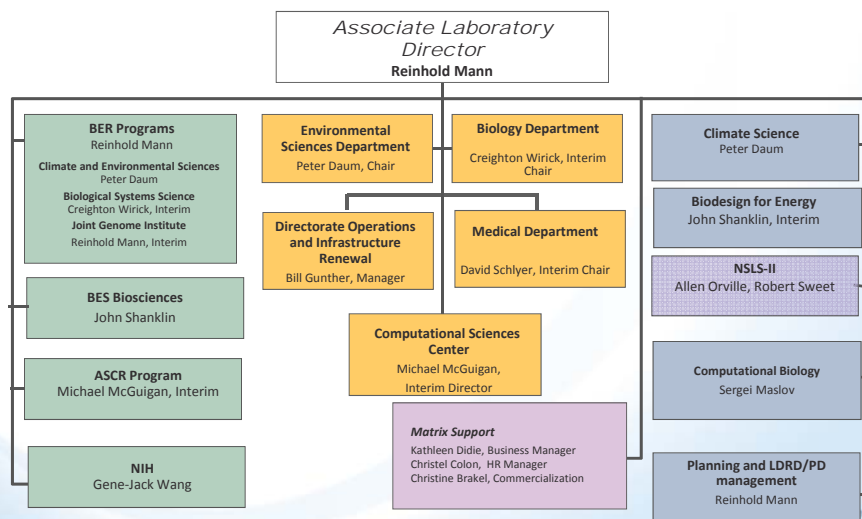 Associate Laboratory
Director
Reinhold Mann
BER Programs
Reinhold Mann
Climate and Environmental Sciences
Peter Daum
Biological Systems Science
Creighton Wirick, Interim
Joint Genome Institute
Reinhold Mann, Interim
BES Biosciences
John Shanklin
ASCR Program
Michael McGuigan, Interim
NIH
Gene-Jack Wang
Environmental
Sciences Department
Peter Daum, Chair
Biology Department
Creighton Wirick, Interim
Chair
Directorate Operations
and Infrastructure
Renewal
Bill Gunther, Manager
Medical Department
David Schlyer, Interim Chair
Computational Sciences
Center
Michael McGuigan,
Interim Director
Matrix Support
Kathleen Didie, Business Manager
Christel Colon, HR Manager
Christine Brakel, Commercialization
Climate Science
Peter Daum
Biodesign for Energy
John Shanklin, Interim
NSLS-II
Allen Orville, Robert Sweet
Computational Biology
Sergei Maslov
Planning and LDRD/PD
management
Reinhold Mann